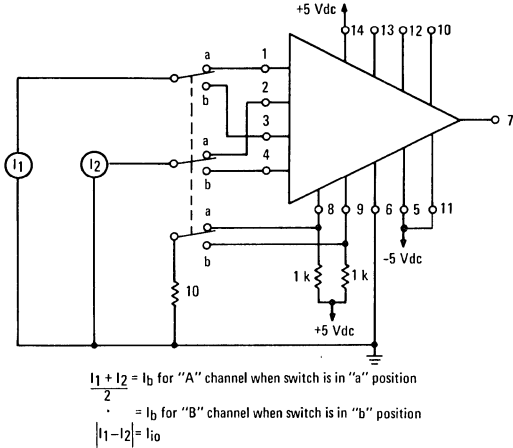 +5 Vdc
14 13 12 10
a
b
1
2
3
4
I1
I2
a
b
7
a
b
8 9 6 5 11
-5 Vdc
1 k
1 k
10
+5 Vdc
I1 + I2
2
= Ib for "A" channel when switch is in "a" position
= Ib for "B" channel when switch is in "b" position
|I1-I2| = Iio